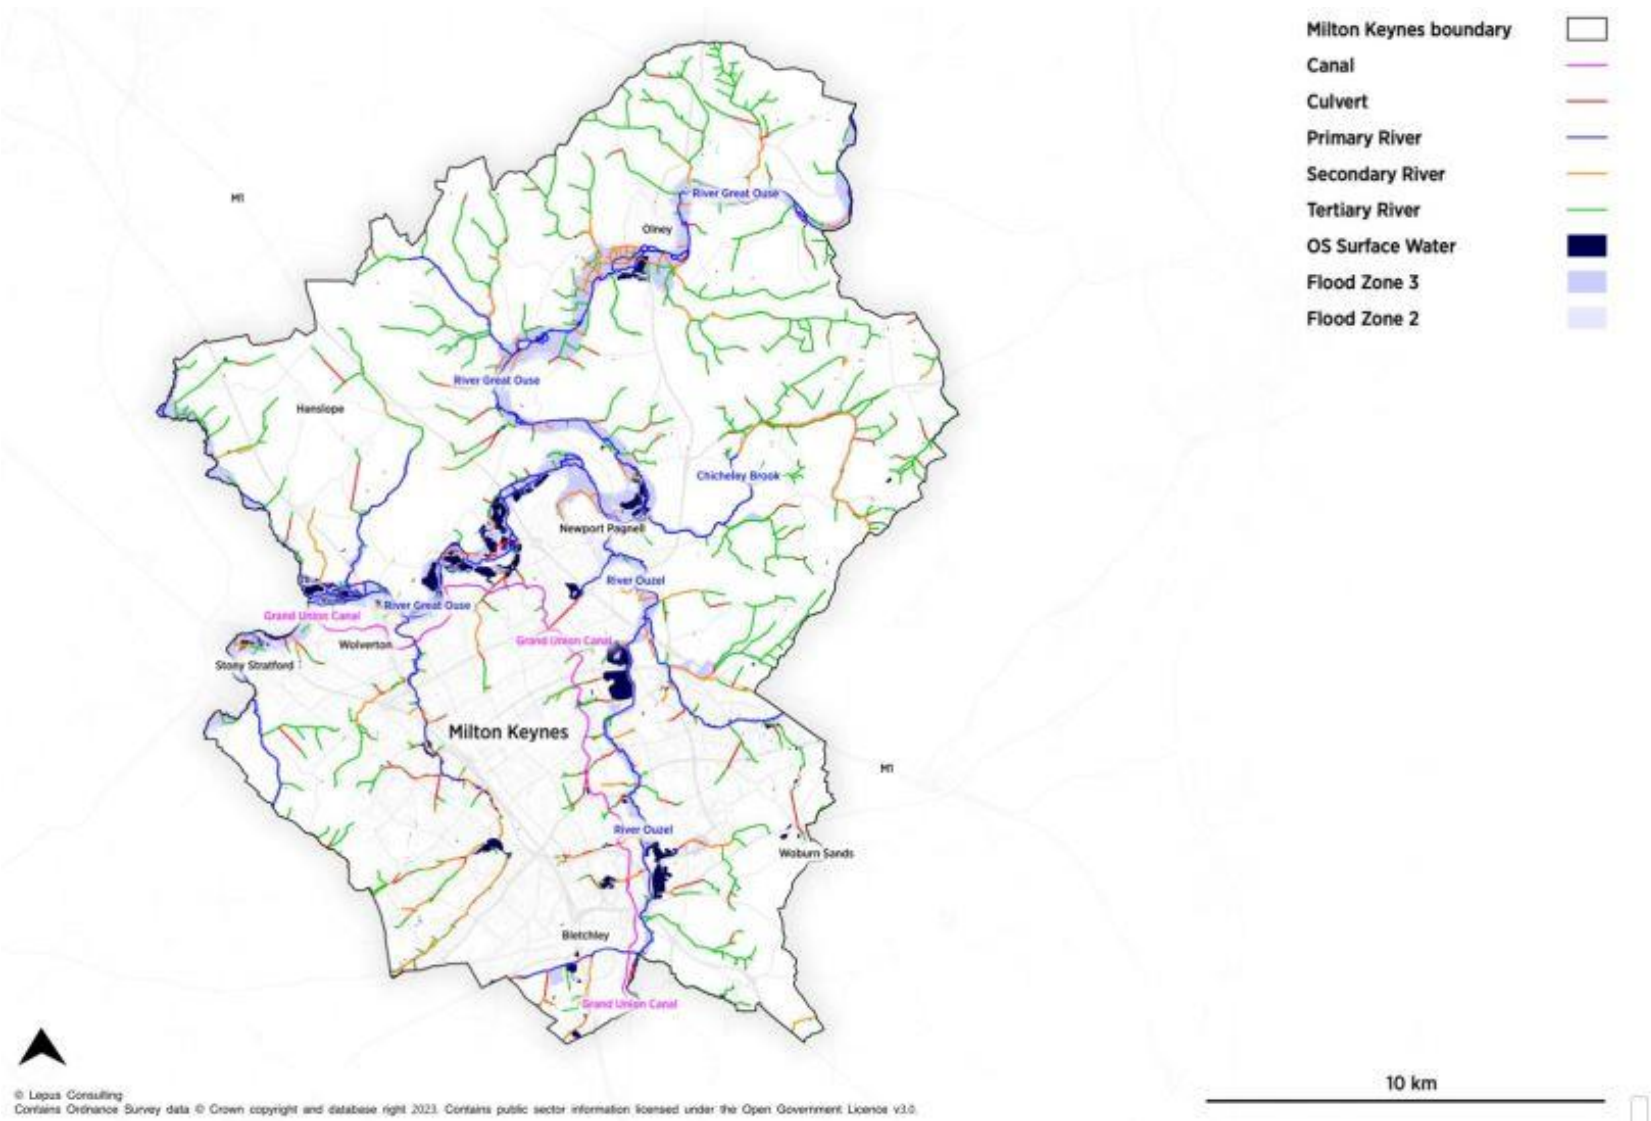 Milton Keynes boundary
Canal
Culvert
Primary River
Secondary River
Tertiary River
OS Surface Water
Flood Zone 3
Flood Zone 2
M1
River Great Ouse
Olney
River Great Ouse
Hanslope
Chicheley Brook
Newport Pagnell
River Ouzel
River Great Ouse
Grand Union Canal
Grand Union Canal
Wolverton
Stony Stratford
Milton Keynes
M1
River Ouzel
Woburn Sands
Bletchley
Grand Union Canal
10 km
© Lepus Consulting
Contains Ordnance Survey data © Crown copyright and database right 2023. Contains public sector information licensed under the Open Government Licence v3.0.